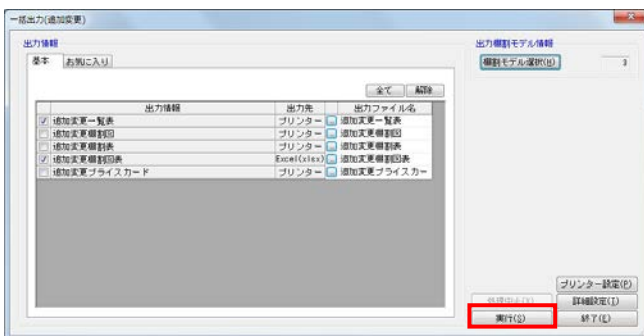 一括出力(追加変更)
出力情報
基本 お気に入り
全て 解除
出力情報 出力先 出力ファイル名
追加変更一覧表 プリンター 追加変更一覧表
追加変更棚割図 プリンター 追加変更棚割図
追加変更棚割表 プリンター 追加変更棚割表
追加変更棚割図表 Excel(xlsx) 追加変更棚割図表
追加変更プライスカード プリンター 追加変更プライスカー
出力棚割モデル情報
棚割モデル選択(M) 3
プリンター設定(P)
処理中止(X) 詳細設定(T)
実行(S) 終了(E)